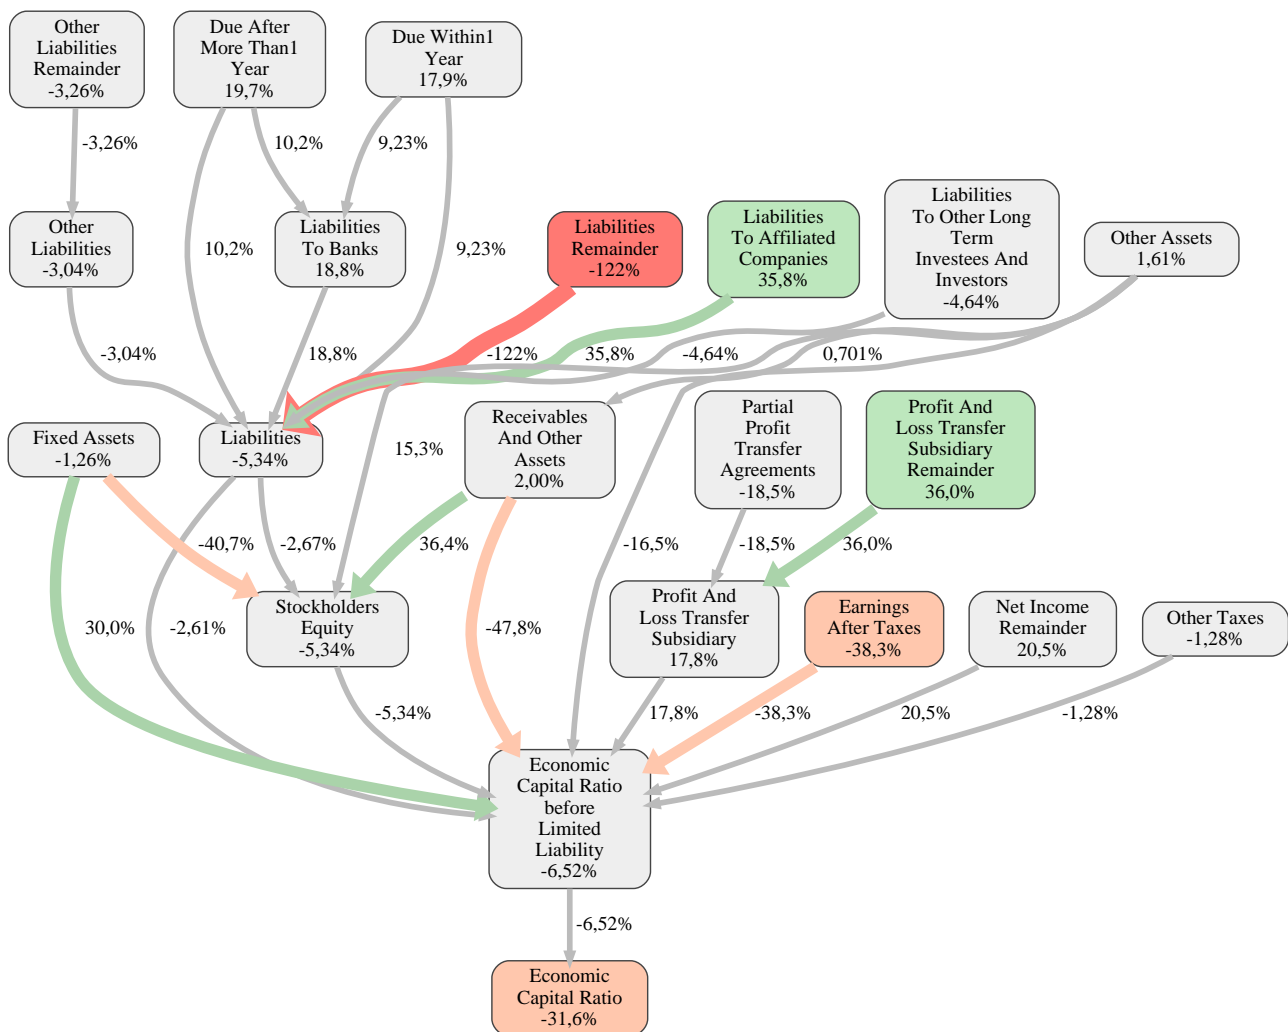 Other
Liabilities
Remainder
-3,26%
Due After
More Than1
Year
19,7%
Due Within1
Year
17,9%
-3,26%
10,2%
9,23%
Other
Liabilities
-3,04%
10,2%
Liabilities
To Banks
18,8%
9,23%
Liabilities
Remainder
-122%
Liabilities
To Affiliated
Companies
35,8%
Liabilities
To Other Long
Term
Investees And
Investors
-4,64%
Other Assets
1,61%
-3,04%
18,8%
-122%
35,8%
-4,64%
0,701%
Fixed Assets
-1,26%
Liabilities
-5,34%
15,3%
Receivables
And Other
Assets
2,00%
Partial
Profit
Transfer
Agreements
-18,5%
Profit And
Loss Transfer
Subsidiary
Remainder
36,0%
-40,7%
-2,67%
36,4%
-16,5%
-18,5%
36,0%
30,0%
-2,61%
Stockholders
Equity
-5,34%
-47,8%
Profit And
Loss Transfer
Subsidiary
17,8%
Earnings
After Taxes
-38,3%
Net Income
Remainder
20,5%
Other Taxes
-1,28%
-5,34%
17,8%
-38,3%
20,5%
-1,28%
Economic
Capital Ratio
before
Limited
Liability
-6,52%
-6,52%
Economic
Capital Ratio
-31,6%